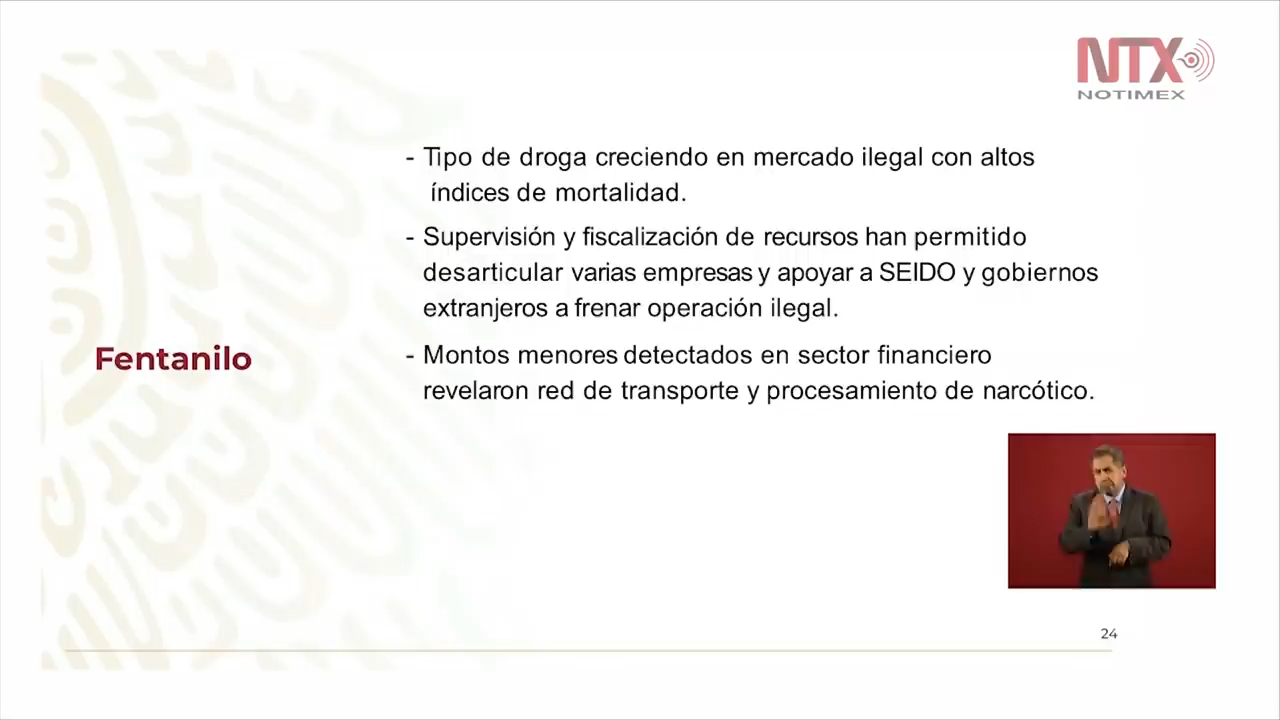 NTX
NOTIMEX
- Tipo de droga creciendo en mercado ilegal con altos
índices de mortalidad.
- Supervisión y fiscalización de recursos han permitido
desarticular varias empresas y apoyar a SEIDO y gobiernos
extranjeros a frenar operación ilegal.
Fentanilo
- Montos menores detectados en sector financiero
revelaron red de transporte y procesamiento de narcótico.
24